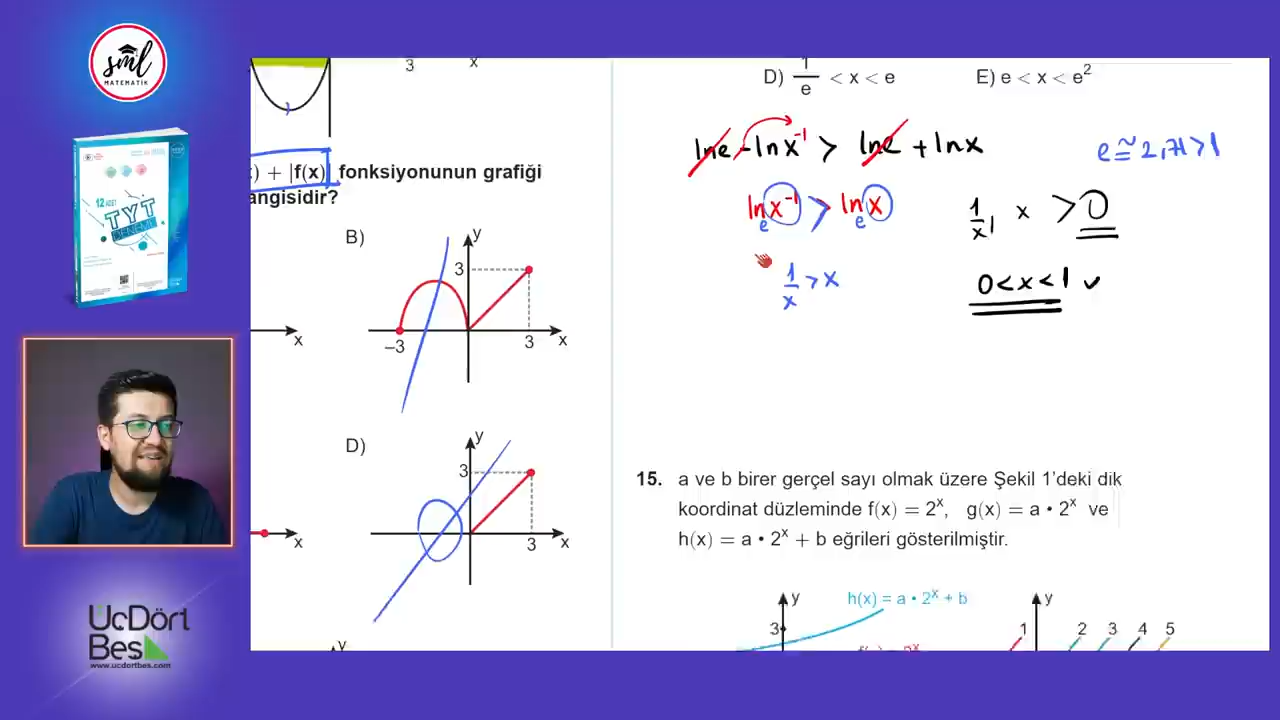 sml
MATEMATİK
12 ADET
TYT
DENEME
UcDört
Bes
www.ucdortbes.com
3 x
) + |f(x)| fonksiyonunun grafiği
angisidir?
B)
y
3
–3 3 x
x
D)
y
3
3 x
x
y
D) 1/e < x < e E) e < x < e²
lne - lnx⁻¹ > lne + lnx
e ≅ 2,71 > 1
lnₑx⁻¹ > lnₑx
1/x, x > 0
1/x > x
0 < x < 1 ✓
15. a ve b birer gerçel sayı olmak üzere Şekil 1'deki dik
koordinat düzleminde f(x) = 2ˣ, g(x) = a • 2ˣ ve
h(x) = a • 2ˣ + b eğrileri gösterilmiştir.
y h(x) = a • 2ˣ + b
3
y
1 2 3 4 5